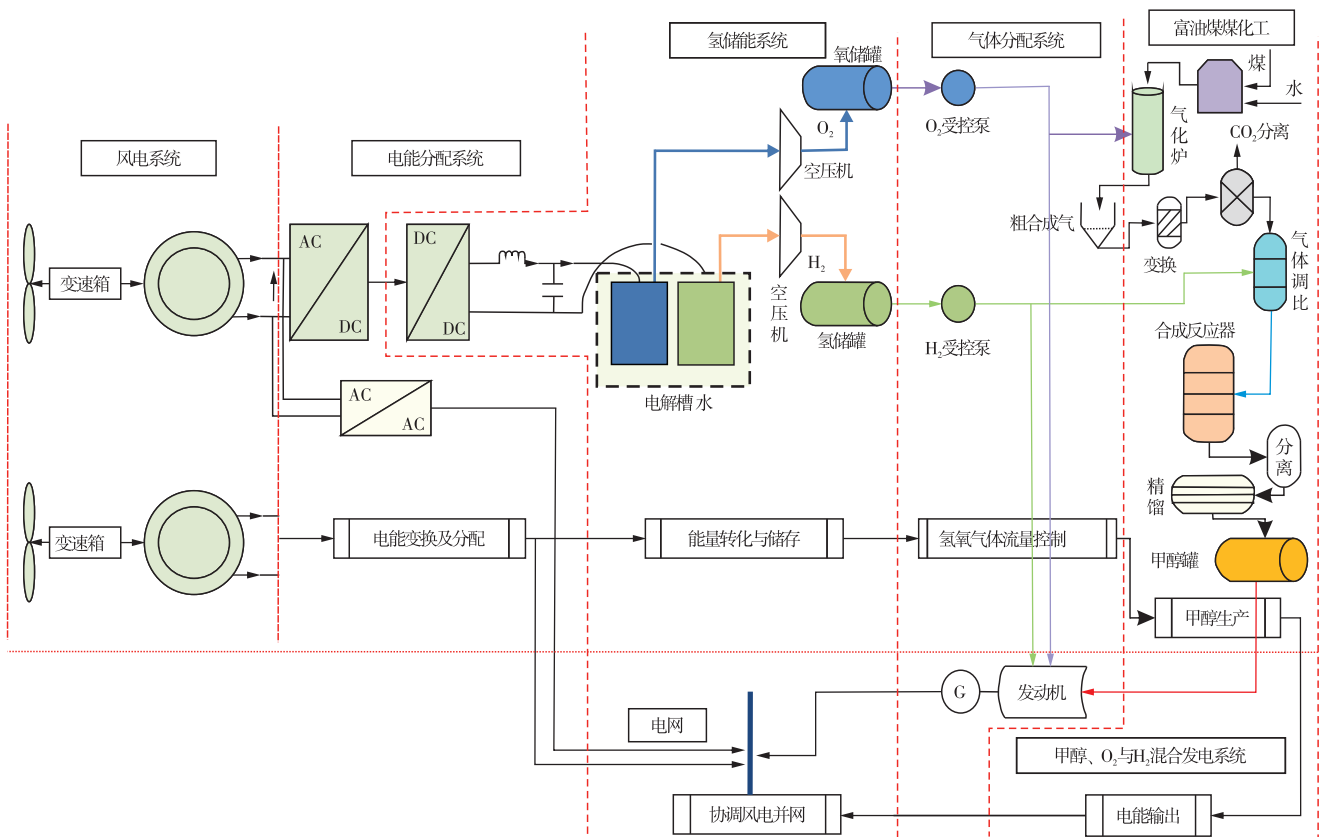 氢储能系统
气体分配系统
富油煤煤化工
风电系统
电能分配系统
氧储罐
O₂
空压机
O₂受控泵
煤
水
气化炉
CO₂分离
粗合成气
变换
气体调比
变速箱
AC
DC
DC
DC
H₂
空压机
氢储罐
H₂受控泵
合成反应器
电解槽 水
AC
AC
分离
精馏
变速箱
电能变换及分配
能量转化与储存
氢氧气体流量控制
甲醇罐
甲醇生产
G
发动机
电网
甲醇、O₂与H₂混合发电系统
协调风电并网
电能输出